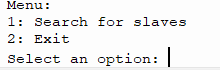 Menu:
1: Search for slaves
2: Exit
Select an option: